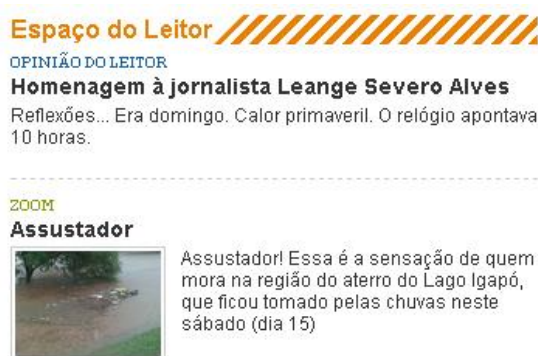 Espaço do Leitor
OPINIÃO DO LEITOR
Homenagem à jornalista Leange Severo Alves
Reflexões... Era domingo. Calor primaveril. O relógio apontava
10 horas.
ZOOM
Assustador
Assustador! Essa é a sensação de quem
mora na região do aterro do Lago Igapó,
que ficou tomado pelas chuvas neste
sábado (dia 15)